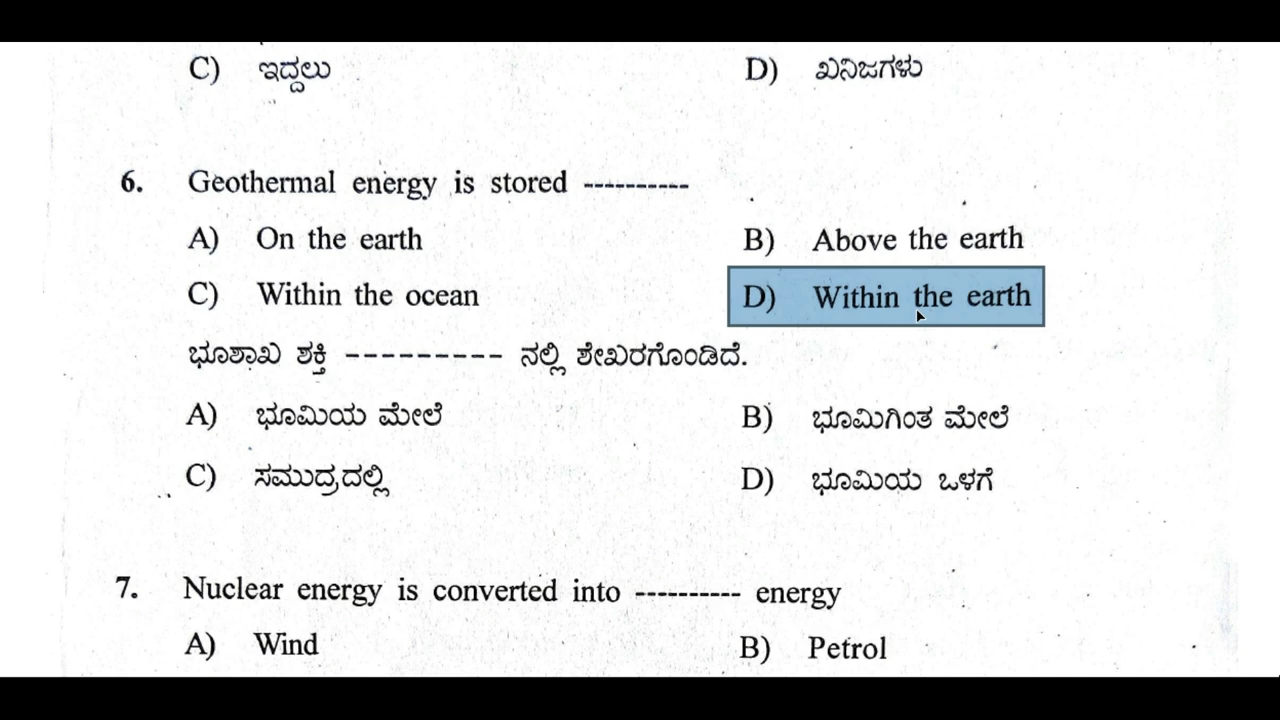 C) ಇದ್ದಲು D) ಖನಿಜಗಳು
6. Geothermal energy is stored ----------
A) On the earth B) Above the earth
C) Within the ocean D) Within the earth
ಭೂಶಾಖ ಶಕ್ತಿ --------- ನಲ್ಲಿ ಶೇಖರಗೊಂಡಿದೆ.
A) ಭೂಮಿಯ ಮೇಲೆ B) ಭೂಮಿಗಿಂತ ಮೇಲೆ
C) ಸಮುದ್ರದಲ್ಲಿ D) ಭೂಮಿಯ ಒಳಗೆ
7. Nuclear energy is converted into ---------- energy
A) Wind B) Petrol